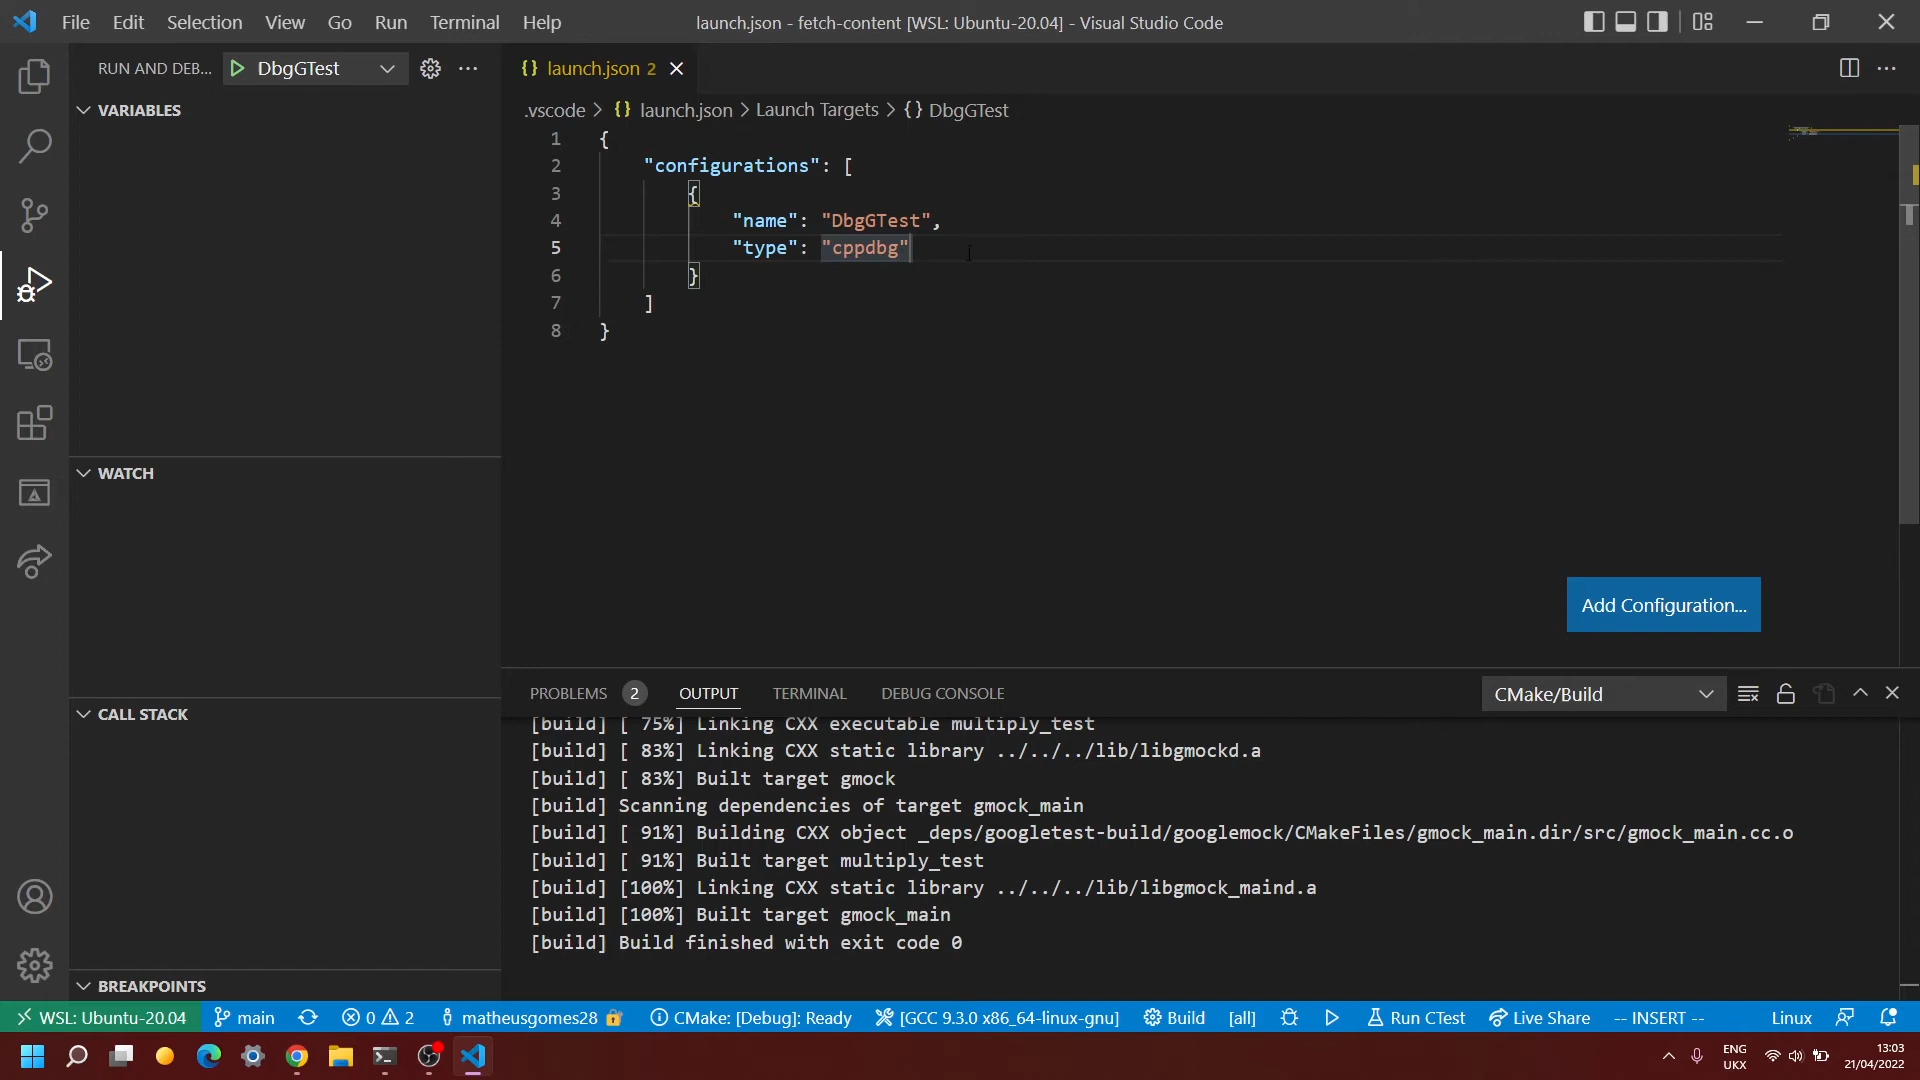 File Edit Selection View Go Run Terminal Help
launch.json - fetch-content [WSL: Ubuntu-20.04] - Visual Studio Code
RUN AND DEB... DbgGTest
VARIABLES
WATCH
CALL STACK
BREAKPOINTS
{} launch.json 2
.vscode > {} launch.json > Launch Targets > {} DbgGTest
1 {
2 "configurations": [
3 {
4 "name": "DbgGTest",
5 "type": "cppdbg"
6 }
7 ]
8 }
Add Configuration...
PROBLEMS 2 OUTPUT TERMINAL DEBUG CONSOLE CMake/Build
[build] [ 75%] Linking CXX executable multiply_test
[build] [ 83%] Linking CXX static library ../../../lib/libgmockd.a
[build] [ 83%] Built target gmock
[build] Scanning dependencies of target gmock_main
[build] [ 91%] Building CXX object _deps/googletest-build/googlemock/CMakeFiles/gmock_main.dir/src/gmock_main.cc.o
[build] [ 91%] Built target multiply_test
[build] [100%] Linking CXX static library ../../../lib/libgmock_maind.a
[build] [100%] Built target gmock_main
[build] Build finished with exit code 0
WSL: Ubuntu-20.04 main 0 2 matheusgomes28 CMake: [Debug]: Ready [GCC 9.3.0 x86_64-linux-gnu] Build [all] Run CTest Live Share -- INSERT -- Linux
ENG
UKX
13:03
21/04/2022